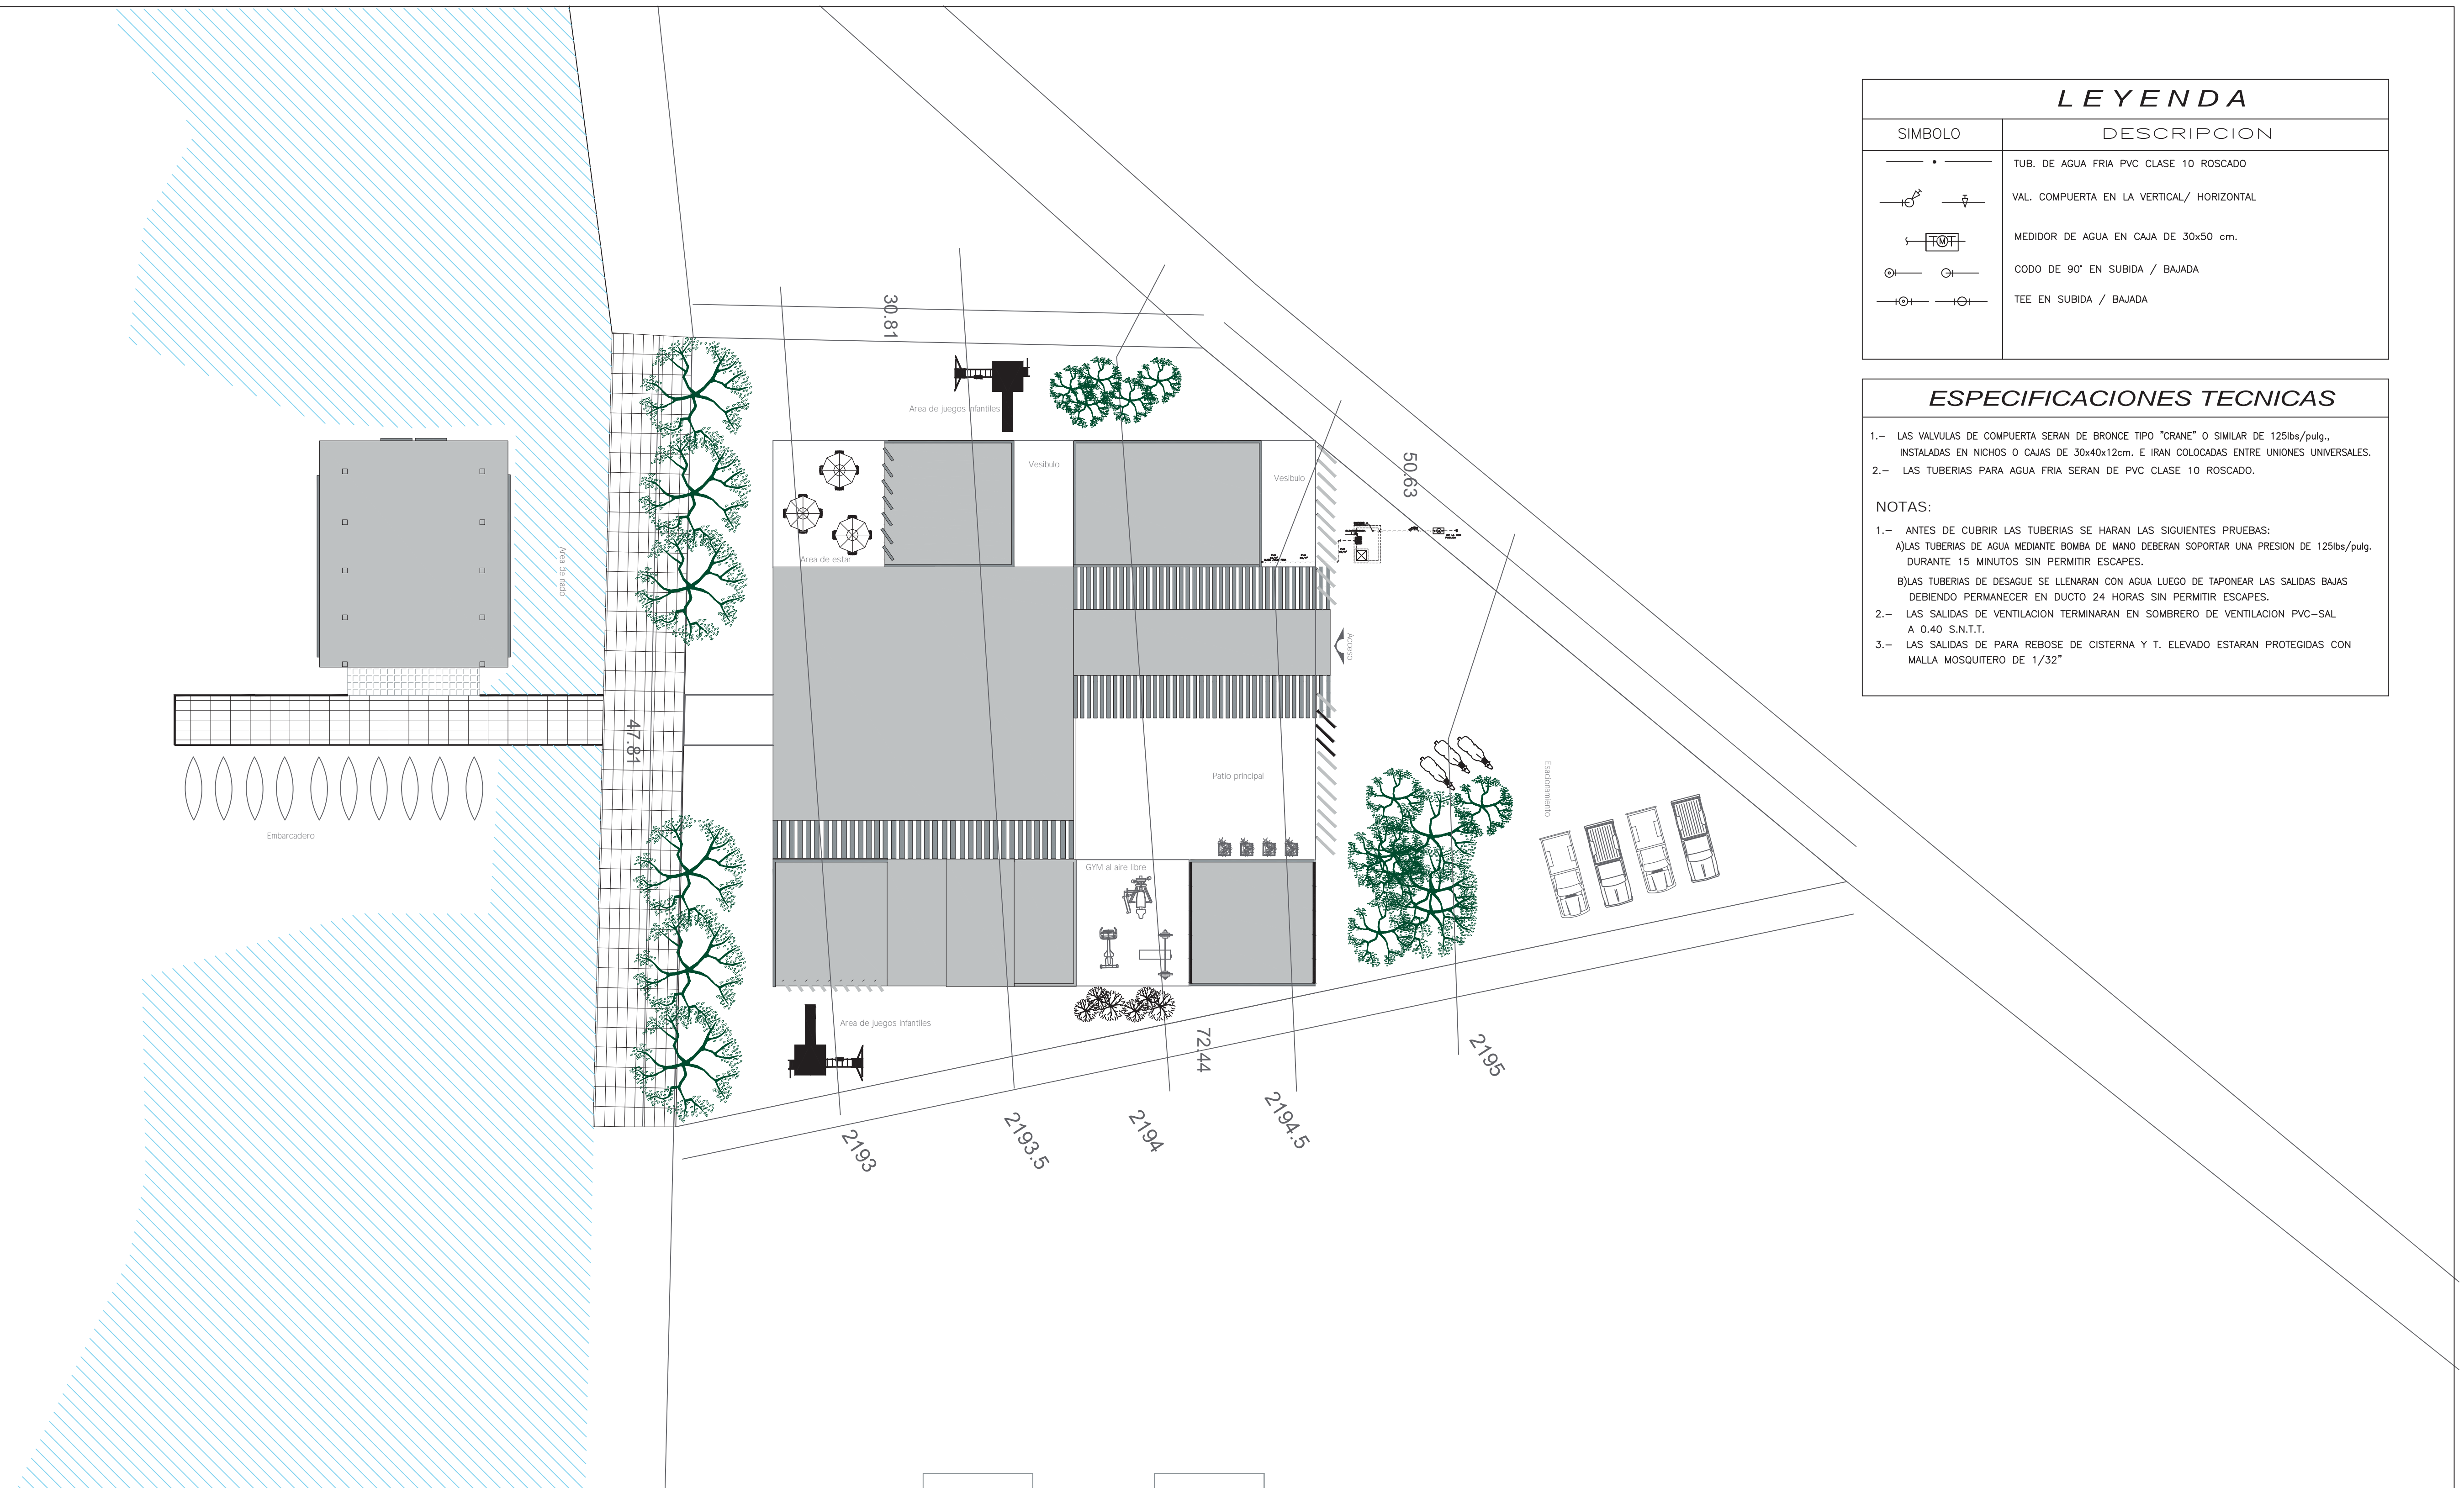 LEYENDA
SIMBOLO DESCRIPCION
TUB. DE AGUA FRIA PVC CLASE 10 ROSCADO
VAL. COMPUERTA EN LA VERTICAL/ HORIZONTAL
M
MEDIDOR DE AGUA EN CAJA DE 30x50 cm.
CODO DE 90° EN SUBIDA / BAJADA
TEE EN SUBIDA / BAJADA
ESPECIFICACIONES TECNICAS
1.- LAS VALVULAS DE COMPUERTA SERAN DE BRONCE TIPO "CRANE" O SIMILAR DE 125lbs/pulg.,
INSTALADAS EN NICHOS O CAJAS DE 30x40x12cm. E IRAN COLOCADAS ENTRE UNIONES UNIVERSALES.
2.- LAS TUBERIAS PARA AGUA FRIA SERAN DE PVC CLASE 10 ROSCADO.
NOTAS:
1.- ANTES DE CUBRIR LAS TUBERIAS SE HARAN LAS SIGUIENTES PRUEBAS:
A)LAS TUBERIAS DE AGUA MEDIANTE BOMBA DE MANO DEBERAN SOPORTAR UNA PRESION DE 125lbs/pulg.
DURANTE 15 MINUTOS SIN PERMITIR ESCAPES.
B)LAS TUBERIAS DE DESAGUE SE LLENARAN CON AGUA LUEGO DE TAPONEAR LAS SALIDAS BAJAS
DEBIENDO PERMANECER EN DUCTO 24 HORAS SIN PERMITIR ESCAPES.
2.- LAS SALIDAS DE VENTILACION TERMINARAN EN SOMBRERO DE VENTILACION PVC-SAL
A 0.40 S.N.T.T.
3.- LAS SALIDAS DE PARA REBOSE DE CISTERNA Y T. ELEVADO ESTARAN PROTEGIDAS CON
MALLA MOSQUITERO DE 1/32"
30.81
Area de juegos infantiles
Vesibulo
Vesibulo
50.63
Area de estar
Area de nado
Acceso
47.81
Patio principal
Esacionamiento
Embarcadero
GYM al aire libre
Area de juegos infantiles
72.44
2193
2193.5
2194
2194.5
2195